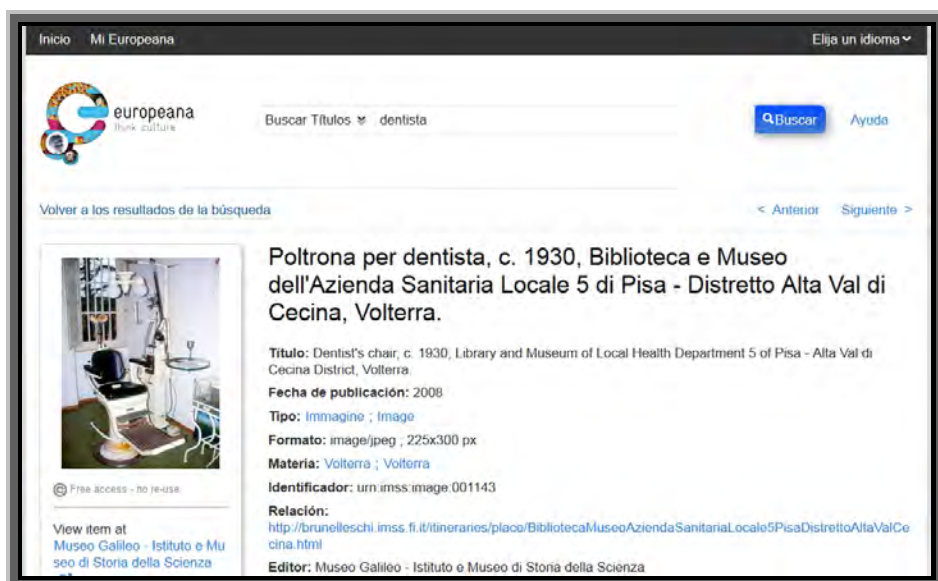 Inicio Mi Europeana Elija un idioma
europeana
think culture
Buscar Títulos dentista Buscar Ayuda
Volver a los resultados de la búsqueda < Anterior Siguiente >
Poltrona per dentista, c. 1930, Biblioteca e Museo
dell'Azienda Sanitaria Locale 5 di Pisa - Distretto Alta Val di
Cecina, Volterra.
Título: Dentist's chair, c. 1930, Library and Museum of Local Health Department 5 of Pisa - Alta Val di
Cecina District, Volterra.
Fecha de publicación: 2008
Tipo: Immagine ; Image
Formato: image/jpeg ; 225x300 px
Materia: Volterra ; Volterra
Identificador: urn:imss:image:001143
Relación:
http://brunelleschi.imss.fi.it/itineraries/place/BibliotecaMuseoAziendaSanitariaLocale5PisaDistrettoAltaValCe
cina.html
Editor: Museo Galileo - Istituto e Museo di Storia della Scienza
Free access - no re-use
View item at
Museo Galileo - Istituto e Mu
seo di Storia della Scienza